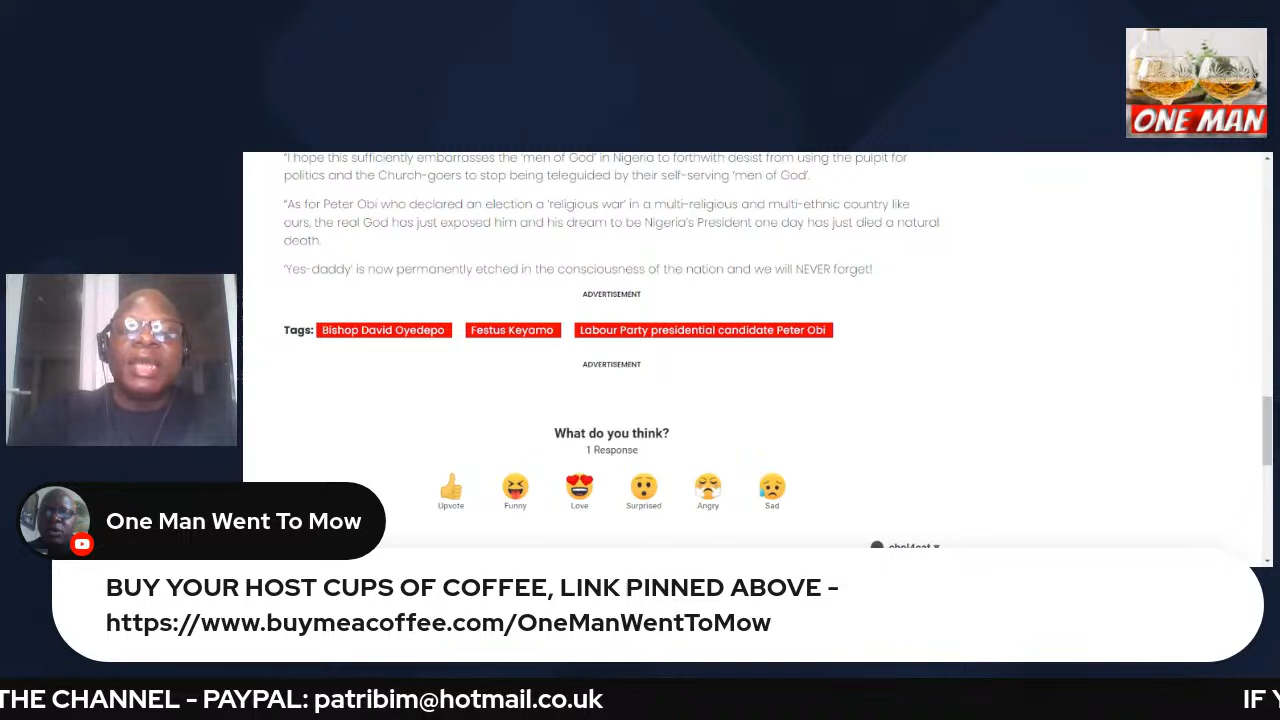 ONE MAN
"I hope this sufficiently embarrasses the 'men of God' in Nigeria to forthwith desist from using the pulpit for
politics and the Church-goers to stop being teleguided by their self-serving 'men of God'.
"As for Peter Obi who declared an election a 'religious war' in a multi-religious and multi-ethnic country like
ours, the real God has just exposed him and his dream to be Nigeria's President one day has just died a natural
death.
'Yes-daddy' is now permanently etched in the consciousness of the nation and we will NEVER forget!
ADVERTISEMENT
Tags: Bishop David Oyedepo Festus Keyamo Labour Party presidential candidate Peter Obi
ADVERTISEMENT
What do you think?
1 Response
Upvote Funny Love Surprised Angry Sad
One Man Went To Mow
BUY YOUR HOST CUPS OF COFFEE, LINK PINNED ABOVE -
https://www.buymeacoffee.com/OneManWentToMow
THE CHANNEL - PAYPAL: patribim@hotmail.co.uk IF